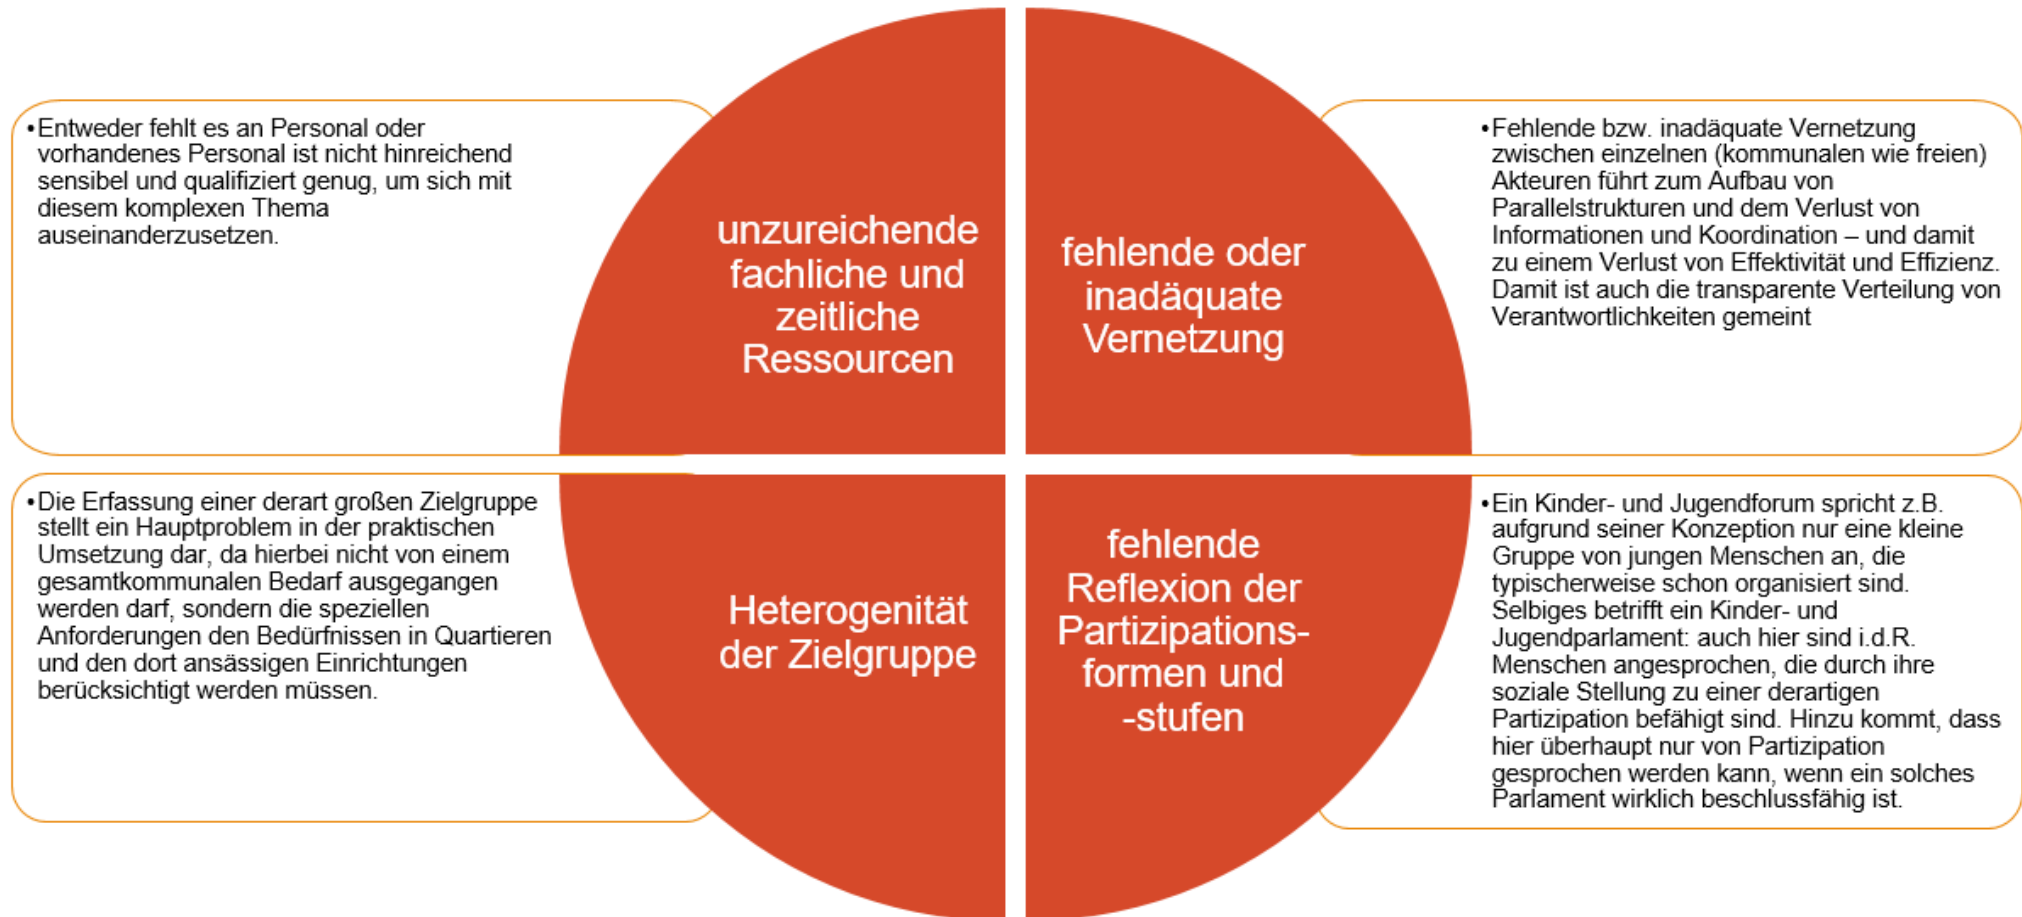 •Entweder fehlt es an Personal oder
vorhandenes Personal ist nicht hinreichend
sensibel und qualifiziert genug, um sich mit
diesem komplexen Thema
auseinanderzusetzen.
unzureichende
fachliche und
zeitliche
Ressourcen
fehlende oder
inadäquate
Vernetzung
•Fehlende bzw. inadäquate Vernetzung
zwischen einzelnen (kommunalen wie freien)
Akteuren führt zum Aufbau von
Parallelstrukturen und dem Verlust von
Informationen und Koordination – und damit
zu einem Verlust von Effektivität und Effizienz.
Damit ist auch die transparente Verteilung von
Verantwortlichkeiten gemeint
•Die Erfassung einer derart großen Zielgruppe
stellt ein Hauptproblem in der praktischen
Umsetzung dar, da hierbei nicht von einem
gesamtkommunalen Bedarf ausgegangen
werden darf, sondern die speziellen
Anforderungen den Bedürfnissen in Quartieren
und den dort ansässigen Einrichtungen
berücksichtigt werden müssen.
Heterogenität
der Zielgruppe
fehlende
Reflexion der
Partizipations-
formen und
-stufen
•Ein Kinder- und Jugendforum spricht z.B.
aufgrund seiner Konzeption nur eine kleine
Gruppe von jungen Menschen an, die
typischerweise schon organisiert sind.
Selbiges betrifft ein Kinder- und
Jugendparlament: auch hier sind i.d.R.
Menschen angesprochen, die durch ihre
soziale Stellung zu einer derartigen
Partizipation befähigt sind. Hinzu kommt, dass
hier überhaupt nur von Partizipation
gesprochen werden kann, wenn ein solches
Parlament wirklich beschlussfähig ist.